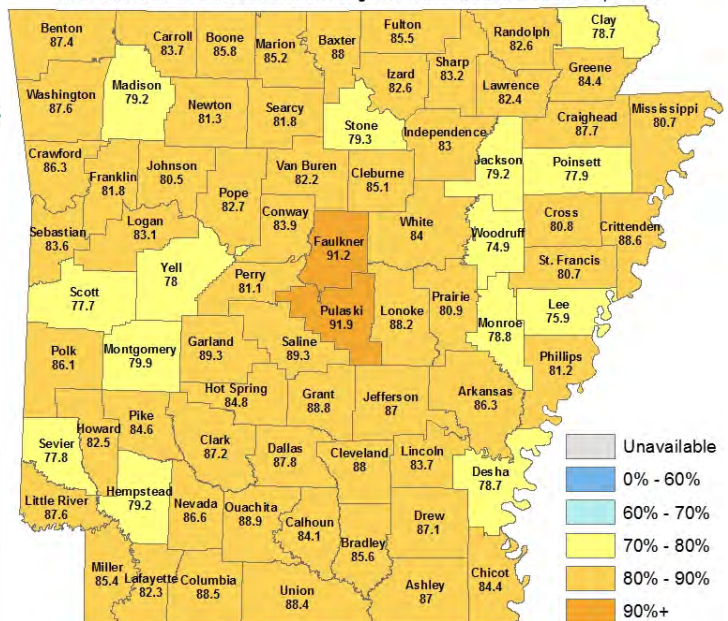 Benton
87.4
Carroll
83.7
Boone
85.8
Marion
85.2
Baxter
88
Fulton
85.5
Randolph
82.6
Clay
78.7
Washington
87.6
Madison
79.2
Newton
81.3
Searcy
81.8
Stone
79.3
Izard
82.6
Sharp
83.2
Lawrence
82.4
Greene
84.4
Independence
83
Craighead
87.7
Mississippi
80.7
Crawford
86.3
Franklin
81.8
Johnson
80.5
Pope
82.7
Van Buren
82.2
Cleburne
85.1
Jackson
79.2
Poinsett
77.9
Sebastian
83.6
Logan
83.1
Conway
83.9
Faulkner
91.2
White
84
Woodruff
74.9
Cross
80.8
Crittenden
88.6
St. Francis
80.7
Scott
77.7
Yell
78
Perry
81.1
Pulaski
91.9
Lonoke
88.2
Prairie
80.9
Monroe
78.8
Lee
75.9
Phillips
81.2
Polk
86.1
Montgomery
79.9
Garland
89.3
Saline
89.3
Hot Spring
84.8
Grant
88.8
Jefferson
87
Arkansas
86.3
Sevier
77.8
Howard
82.5
Pike
84.6
Clark
87.2
Dallas
87.8
Cleveland
88
Lincoln
83.7
Desha
78.7
Little River
87.6
Hempstead
79.2
Nevada
86.6
Ouachita
88.9
Calhoun
84.1
Bradley
85.6
Drew
87.1
Miller
85.4
Lafayette
82.3
Columbia
88.5
Union
88.4
Ashley
87
Chicot
84.4
Unavailable
0% - 60%
60% - 70%
70% - 80%
80% - 90%
90%+